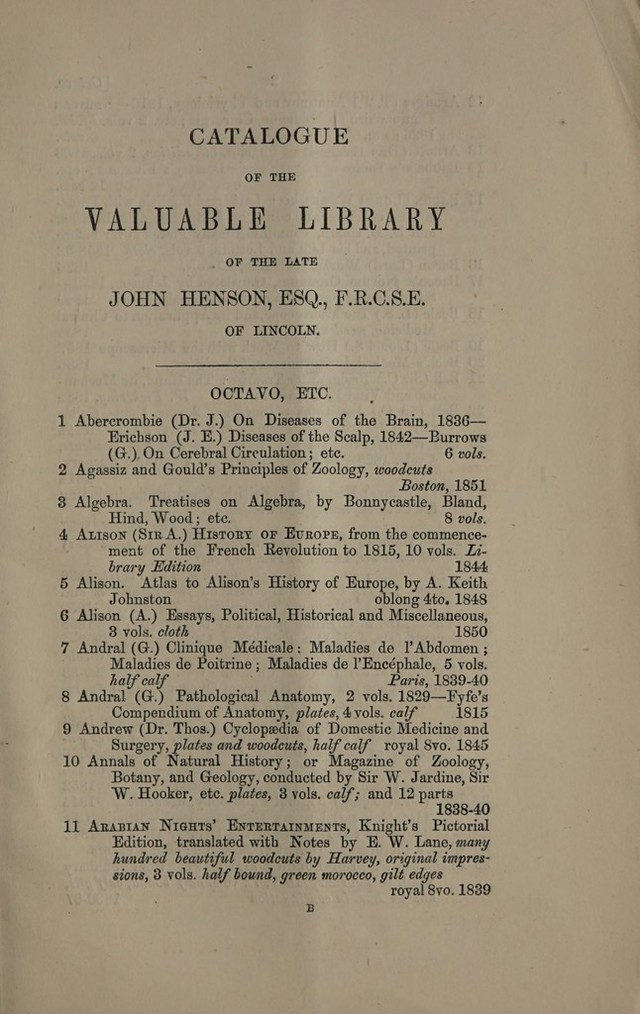 CATALOGUE
OF THE
VALUABLE LIBRARY
OF THE LATE
JOHN HENSON, ESQ., F.R.C.S.E.
OF LINCOLN.
OCTAVO, ETC.
1 Abercrombie (Dr. J.) On Diseases of the Brain, 1836—
Erichson (J. E.) Diseases of the Scalp, 1842—Burrows
(G.) On Cerebral Circulation; etc. 6 vols.
2 Agassiz and Gould's Principles of Zoology, woodcuts
Boston, 1851
3 Algebra. Treatises on Algebra, by Bonnycastle, Bland,
Hind, Wood; etc. 8 vols.
4 Alison (Sir A.) History of Europe, from the commence-
ment of the French Revolution to 1815, 10 vols. Li-
brary Edition 1844
5 Alison. Atlas to Alison's History of Europe, by A. Keith
Johnston oblong 4to. 1848
6 Alison (A.) Essays, Political, Historical and Miscellaneous,
3 vols. cloth 1850
7 Andral (G.) Clinique Médicale: Maladies de l'Abdomen;
Maladies de Poitrine; Maladies de l'Encéphale, 5 vols.
half calf Paris, 1839-40
8 Andral (G.) Pathological Anatomy, 2 vols. 1829—Fyfe's
Compendium of Anatomy, plates, 4 vols. calf 1815
9 Andrew (Dr. Thos.) Cyclopædia of Domestic Medicine and
Surgery, plates and woodcuts, half calf royal 8vo. 1845
10 Annals of Natural History; or Magazine of Zoology,
Botany, and Geology, conducted by Sir W. Jardine, Sir
W. Hooker, etc. plates, 3 vols. calf; and 12 parts
1838-40
11 Arabian Nights' Entertainments, Knight's Pictorial
Edition, translated with Notes by E. W. Lane, many
hundred beautiful woodcuts by Harvey, original impres-
sions, 3 vols. half bound, green morocco, gilt edges
royal 8vo. 1839
B